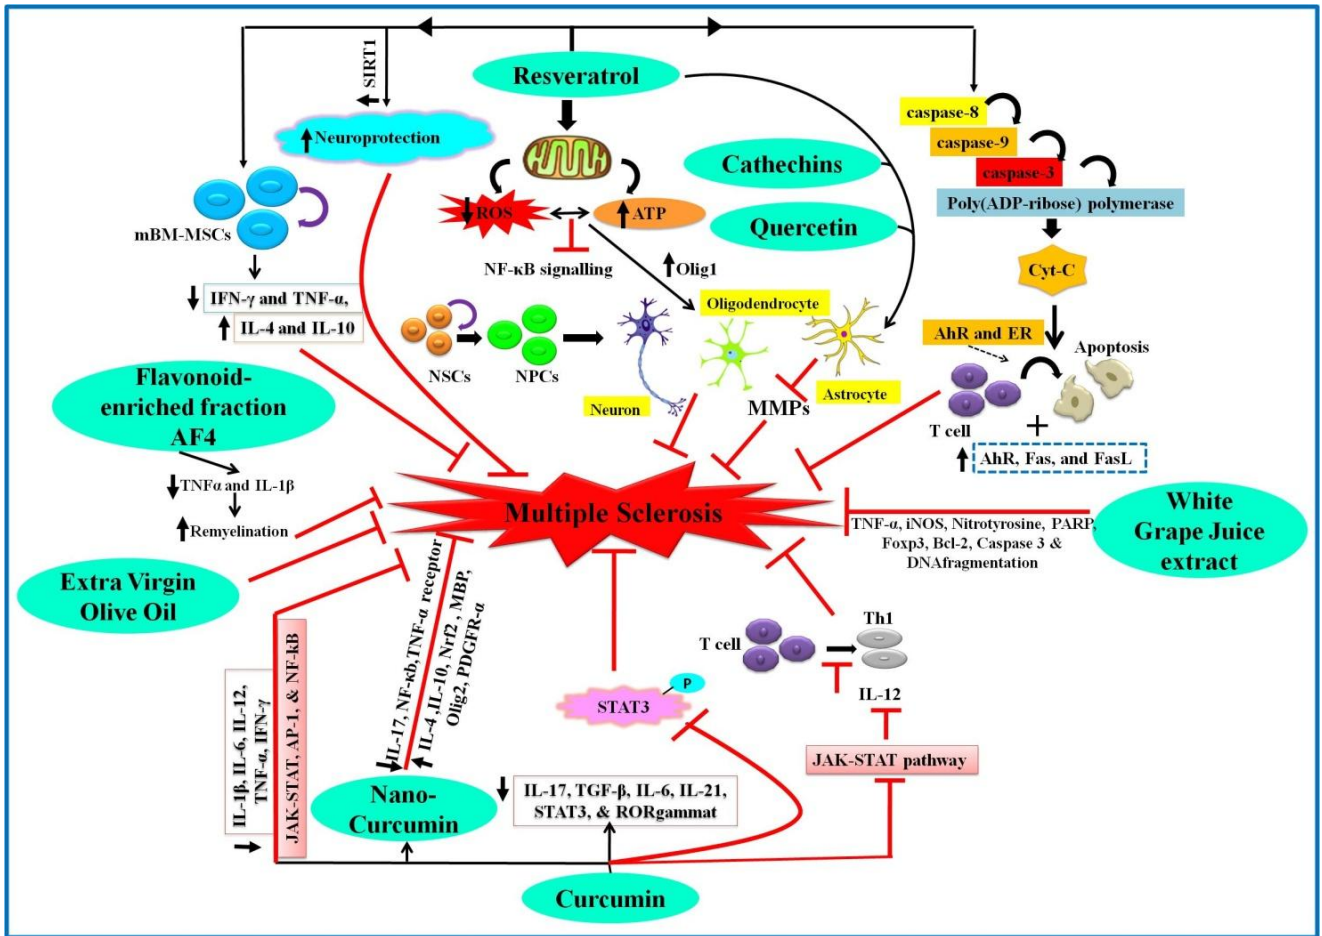 SIRT1
Resveratrol
Neuroprotection
caspase-8
caspase-9
caspase-3
Poly(ADP-ribose) polymerase
Cathechins
mBM-MSCs
ROS
ATP
Quercetin
NF-κB signalling
Olig1
Cyt-C
IFN-γ and TNF-α,
IL-4 and IL-10
Oligodendrocyte
AhR and ER
Apoptosis
NSCs
NPCs
Flavonoid-
enriched fraction
AF4
Neuron
MMPs
Astrocyte
T cell
+
AhR, Fas, and FasL
TNFα and IL-1β
Remyelination
Multiple Sclerosis
White
Grape Juice
extract
TNF-α, iNOS, Nitrotyrosine, PARP,
Foxp3, Bcl-2, Caspase 3 &
DNAfragmentation
Extra Virgin
Olive Oil
IL-17, NF-κb,TNF-α receptor
IL-4 ,IL-10, Nrf2 , MBP,
Olig2, PDGFR-α
T cell
Th1
IL-12
P
STAT3
IL-1β, IL-6, IL-12,
TNF-α, IFN-γ
JAK-STAT, AP-1, & NF-kB
JAK-STAT pathway
Nano-
Curcumin
IL-17, TGF-β, IL-6, IL-21,
STAT3, & RORgammat
Curcumin